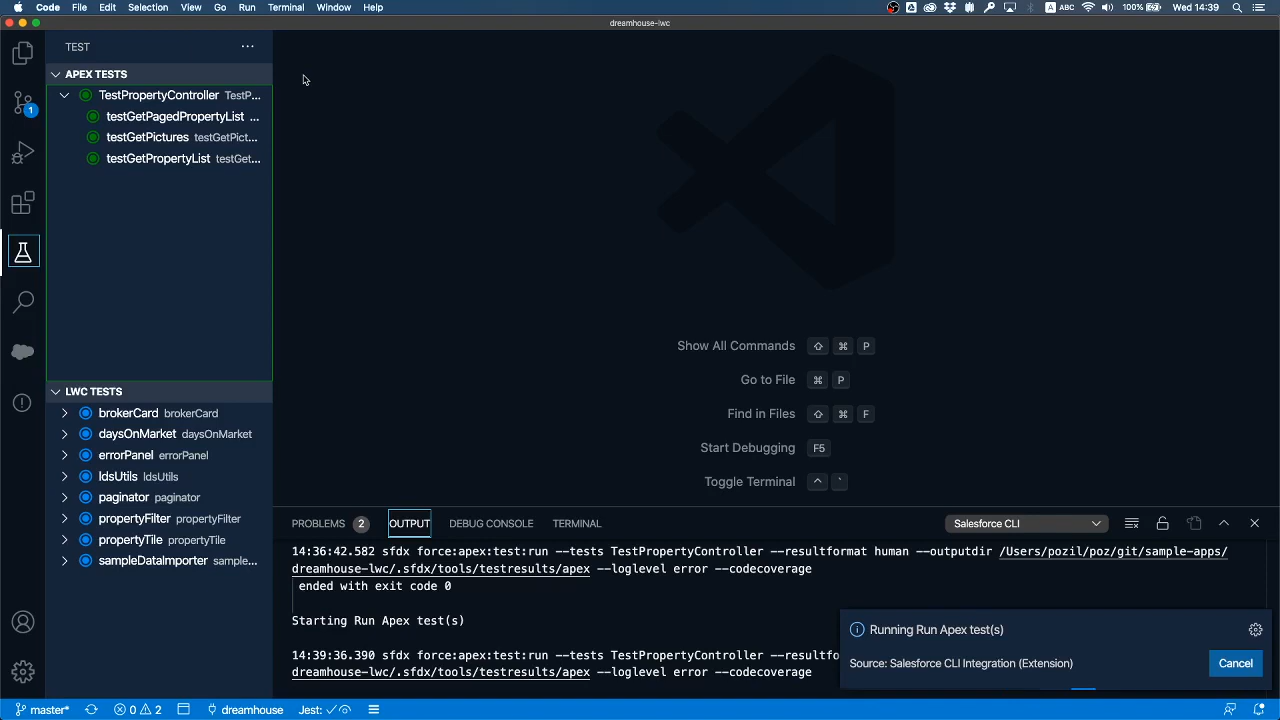 Code File Edit Selection View Go Run Terminal Window Help
A ABC 100% Wed 14:39
dreamhouse-lwc
TEST ···
APEX TESTS
TestPropertyController TestP...
testGetPagedPropertyList ...
testGetPictures testGetPict...
testGetPropertyList testGet...
1
LWC TESTS
brokerCard brokerCard
daysOnMarket daysOnMarket
errorPanel errorPanel
ldsUtils ldsUtils
paginator paginator
propertyFilter propertyFilter
propertyTile propertyTile
sampleDataImporter sample...
Show All Commands ⇧ ⌘ P
Go to File ⌘ P
Find in Files ⇧ ⌘ F
Start Debugging F5
Toggle Terminal ^ `
PROBLEMS 2 OUTPUT DEBUG CONSOLE TERMINAL Salesforce CLI
14:36:42.582 sfdx force:apex:test:run --tests TestPropertyController --resultformat human --outputdir /Users/pozil/poz/git/sample-apps/
dreamhouse-lwc/.sfdx/tools/testresults/apex --loglevel error --codecoverage
ended with exit code 0
Starting Run Apex test(s)
14:39:36.390 sfdx force:apex:test:run --tests TestPropertyController --resultfo
dreamhouse-lwc/.sfdx/tools/testresults/apex --loglevel error --codecoverage
Running Run Apex test(s)
Source: Salesforce CLI Integration (Extension)
Cancel
master* 0 2 dreamhouse Jest: